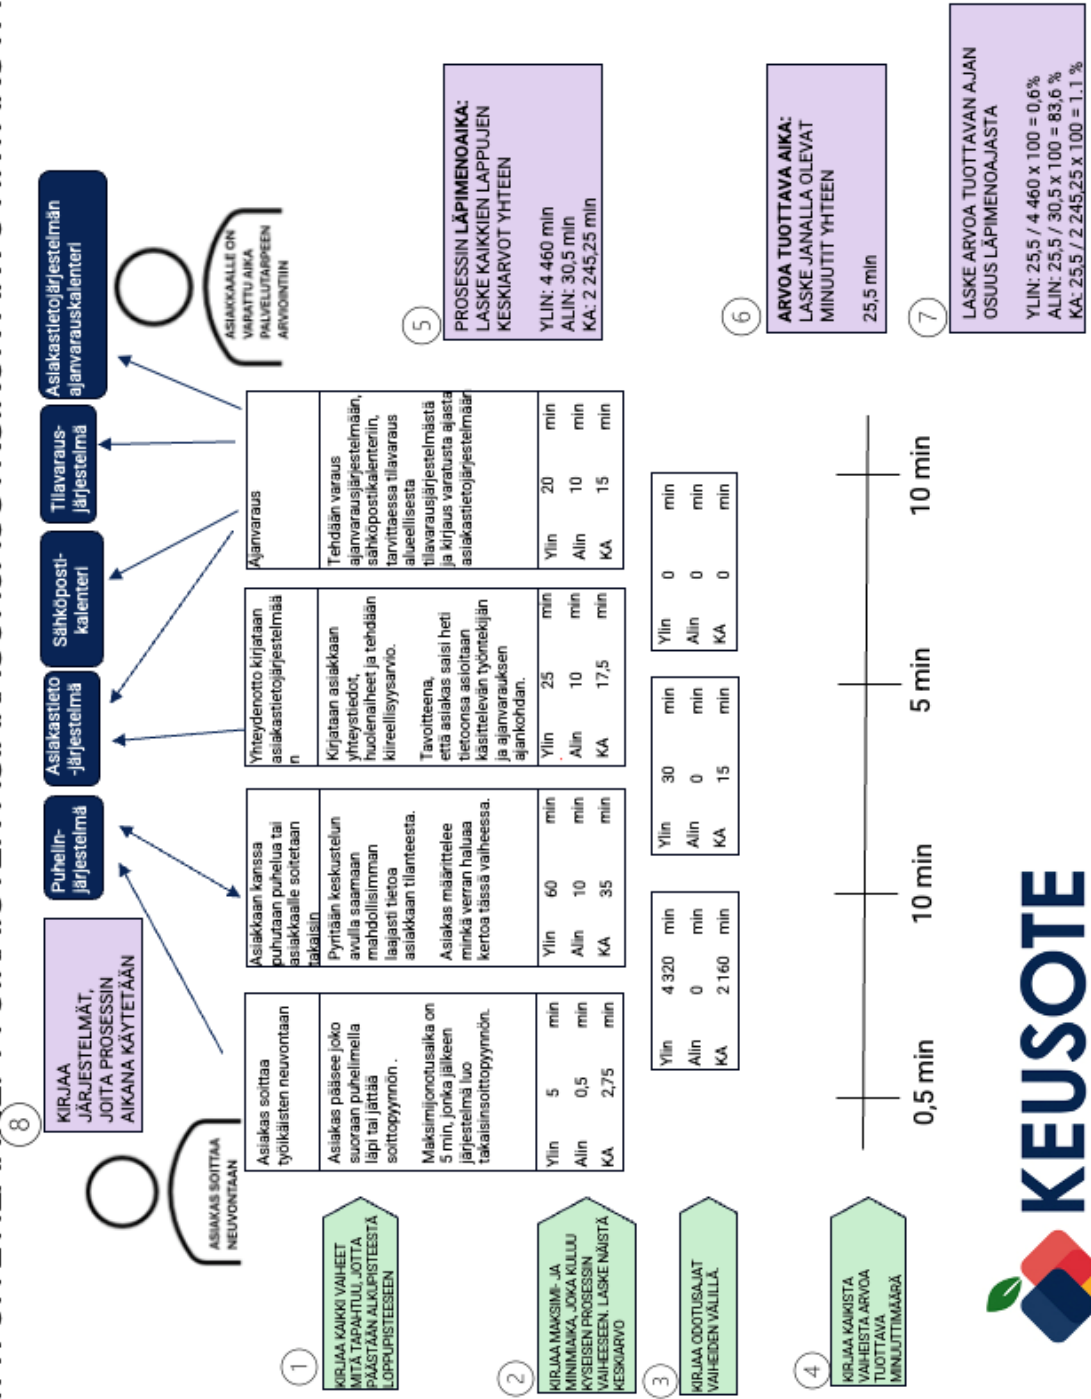 8
KIRJAA
JÄRJESTELMÄT,
JOITA PROSESSIN
AIKANA KÄYTETÄÄN
Puhelin-
järjestelmä
Asiakastieto
-järjestelmä
Sähköposti-
kalenteri
Tilavaraus-
järjestelmä
Asiakastietojärjestelmän
ajanvarauskalenteri
ASIAKAS SOITTAA
NEUVONTAAN
ASIAKKAALLE ON
VARATTU AIKA
PALVELUTARPEEN
ARVIOINTIIN
1
KIRJAA KAIKKI VAIHEET
MITÄ TAPAHTUU, JOTTA
PÄÄSTÄÄN ALKUPISTEESTÄ
LOPPUPISTEESEEN
Asiakas soittaa
työikäisten neuvontaan
Asiakas pääsee joko
suoraan puhelimella
läpi tai jättää
soittopyynnön .
Maksimijonotusaika on
5 min, jonka jälkeen
järjestelmä luo
takaisinsoittopyynnön.
Ylin 5 min
Alin 0,5 min
KA 2,75 min
Asiakkaan kanssa
puhutaan puhelua tai
asiakkaalle soitetaan
takaisin
Pyritään keskustelun
avulla saamaan
mahdollisimman
laajasti tietoa
asiakkaan tilanteesta.
Asiakas määrittelee
minkä verran haluaa
kertoa tässä vaiheessa.
Ylin 60 min
Alin 10 min
KA 35 min
Yhteydenotto kirjataan
asiakastietojärjestelmää
n
Kirjataan asiakkaan
yhteystiedot,
huolenaiheet ja tehdään
kiireellisyysarvio.
Tavoitteena,
että asiakas saisi heti
tietoonsa asioitaan
käsittelevän työntekijän
ja ajanvarauksen
ajankohdan.
Ylin 25 min
Alin 10 min
KA 17,5 min
Ajanvaraus
Tehdään varaus
ajanvarausjärjestelmään,
sähköpostikalenteriin,
tarvittaessa tilavaraus
alueellisesta
tilavarausjärjestelmästä
ja kirjaus varatusta ajasta
asiakastietojärjestelmään
Ylin 20 min
Alin 10 min
KA 15 min
2
KIRJAA MAKSIMI- JA
MINIMIAIKA, JOKA KULUU
KYSEISEN PROSESSIN
VAIHEESEEN. LASKE NÄISTÄ
KESKIARVO
3
KIRJAA ODOTUSAJAT
VAIHEIDEN VÄLILLÄ.
Ylin 4 320 min
Alin 0 min
KA 2 160 min
Ylin 30 min
Alin 0 min
KA 15 min
Ylin 0 min
Alin 0 min
KA 0 min
4
KIRJAA KAIKISTA
VAIHEISTA ARVOA
TUOTTAVA
MINUUTTIMÄÄRÄ
0,5 min
10 min
5 min
10 min
5
PROSESSIN LÄPIMENOAIKA:
LASKE KAIKKIEN LAPPUJEN
KESKIARVOT YHTEEN
YLIN: 4 460 min
ALIN: 30,5 min
KA: 2 245,25 min
6
ARVOA TUOTTAVA AIKA:
LASKE JANALLA OLEVAT
MINUUTIT YHTEEN
25,5 min
7
LASKE ARVOA TUOTTAVAN AJAN
OSUUS LÄPIMENOAJASTA
YLIN: 25,5 / 4 460 x 100 = 0,6%
ALIN: 25,5 / 30,5 x 100 = 83,6 %
KA: 25,5 / 2 245,25 x 100 = 1.1 %
KEUSOTE